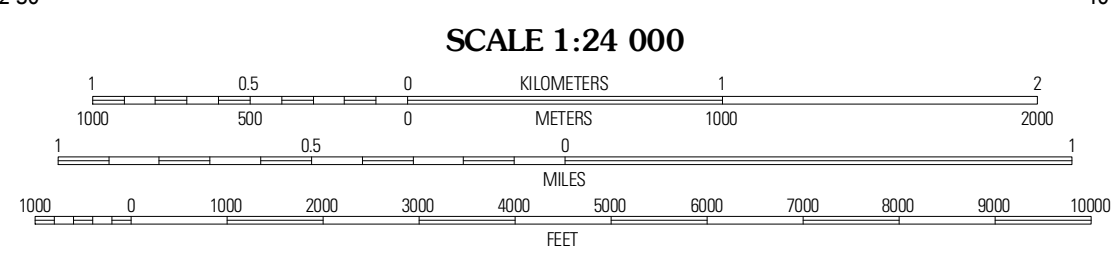 SCALE 1:24 000
1 0.5 0 KILOMETERS 1 2
1000 500 0 METERS 1000 2000
1 0.5 0 1
MILES
1000 0 1000 2000 3000 4000 5000 6000 7000 8000 9000 10000
FEET